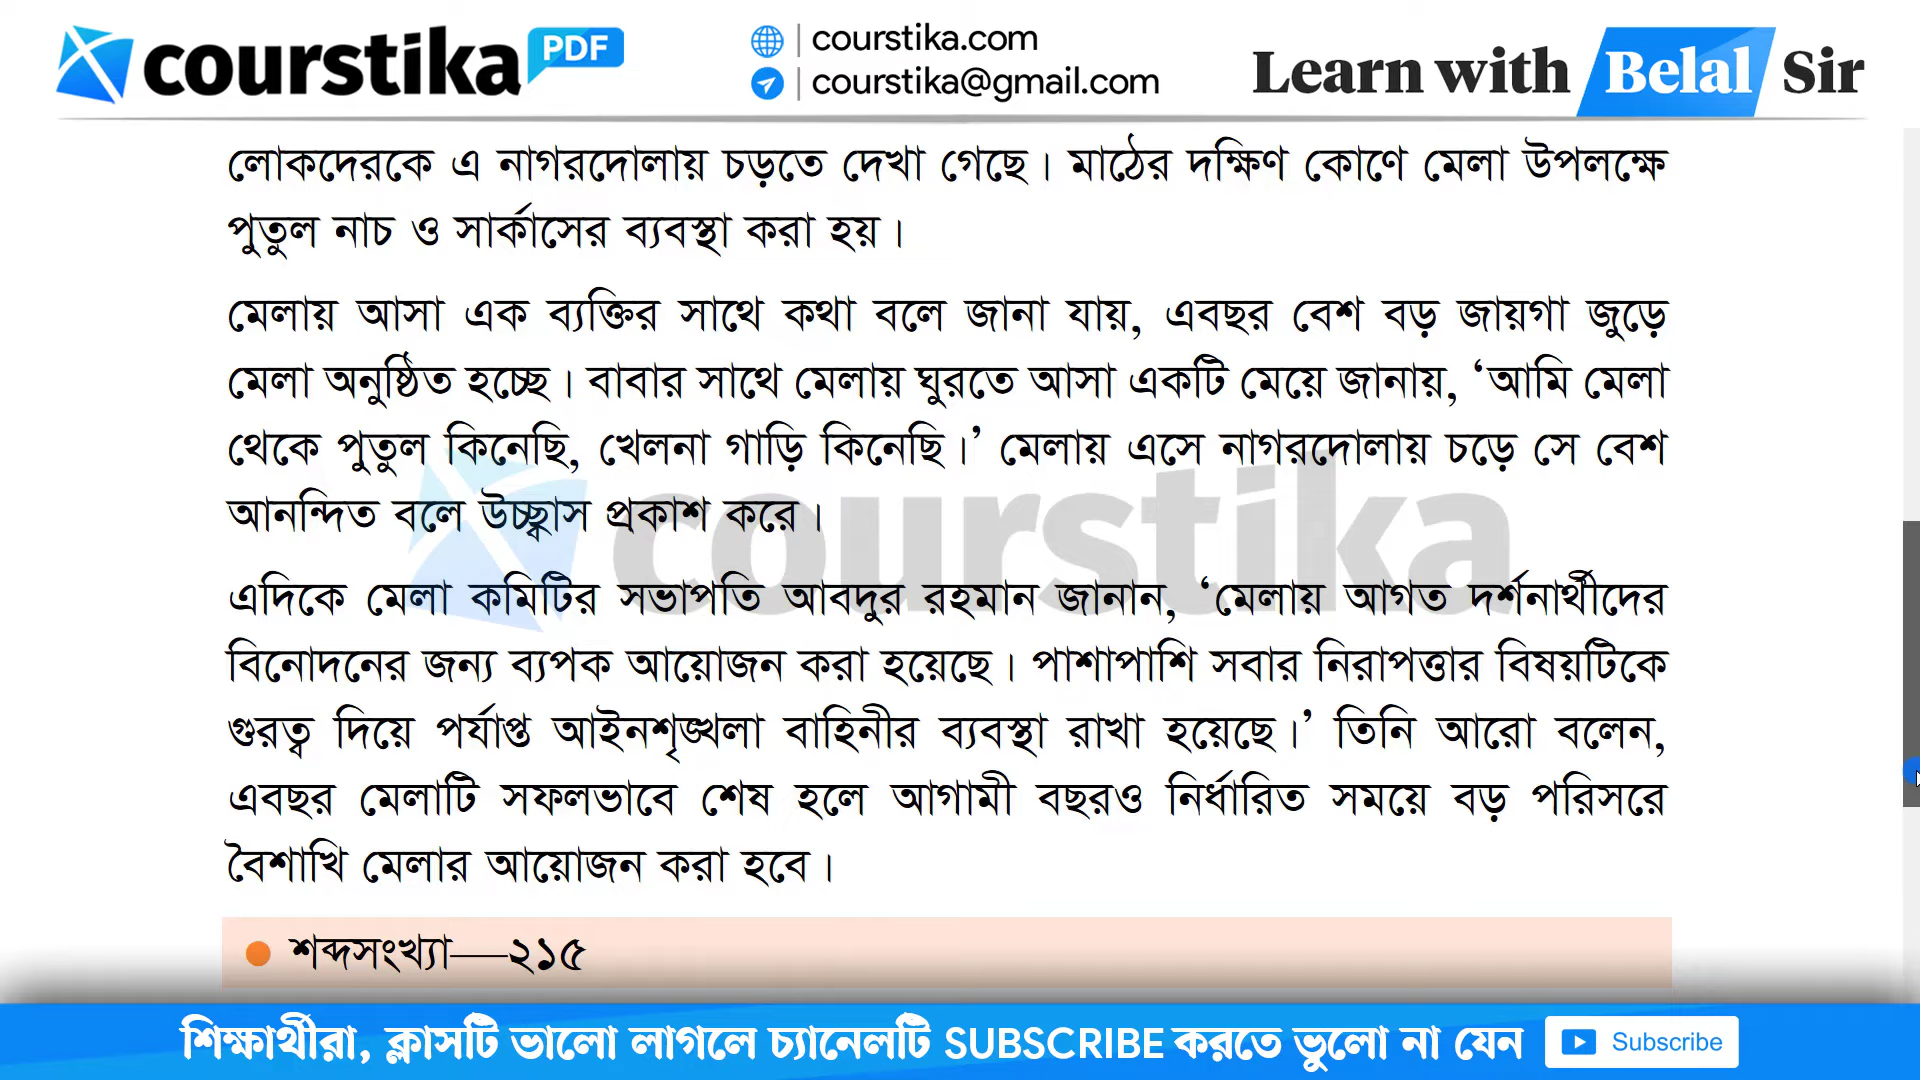 courstika PDF
courstika.com
courstika@gmail.com
Learn with Belal Sir
লোকদেরকে এ নাগরদোলায় চড়তে দেখা গেছে। মাঠের দক্ষিণ কোণে মেলা উপলক্ষে
পুতুল নাচ ও সার্কাসের ব্যবস্থা করা হয়।
মেলায় আসা এক ব্যক্তির সাথে কথা বলে জানা যায়, এবছর বেশ বড় জায়গা জুড়ে
মেলা অনুষ্ঠিত হচ্ছে। বাবার সাথে মেলায় ঘুরতে আসা একটি মেয়ে জানায়, ‘আমি মেলা
থেকে পুতুল কিনেছি, খেলনা গাড়ি কিনেছি।’ মেলায় এসে নাগরদোলায় চড়ে সে বেশ
আনন্দিত বলে উচ্ছ্বাস প্রকাশ করে।
এদিকে মেলা কমিটির সভাপতি আবদুর রহমান জানান, ‘মেলায় আগত দর্শনার্থীদের
বিনোদনের জন্য ব্যপক আয়োজন করা হয়েছে। পাশাপাশি সবার নিরাপত্তার বিষয়টিকে
গুরত্ব দিয়ে পর্যাপ্ত আইনশৃঙ্খলা বাহিনীর ব্যবস্থা রাখা হয়েছে।’ তিনি আরো বলেন,
এবছর মেলাটি সফলভাবে শেষ হলে আগামী বছরও নির্ধারিত সময়ে বড় পরিসরে
বৈশাখি মেলার আয়োজন করা হবে।
courstika
● শব্দসংখ্যা—২১৫
শিক্ষার্থীরা, ক্লাসটি ভালো লাগলে চ্যানেলটি SUBSCRIBE করতে ভুলো না যেন Subscribe